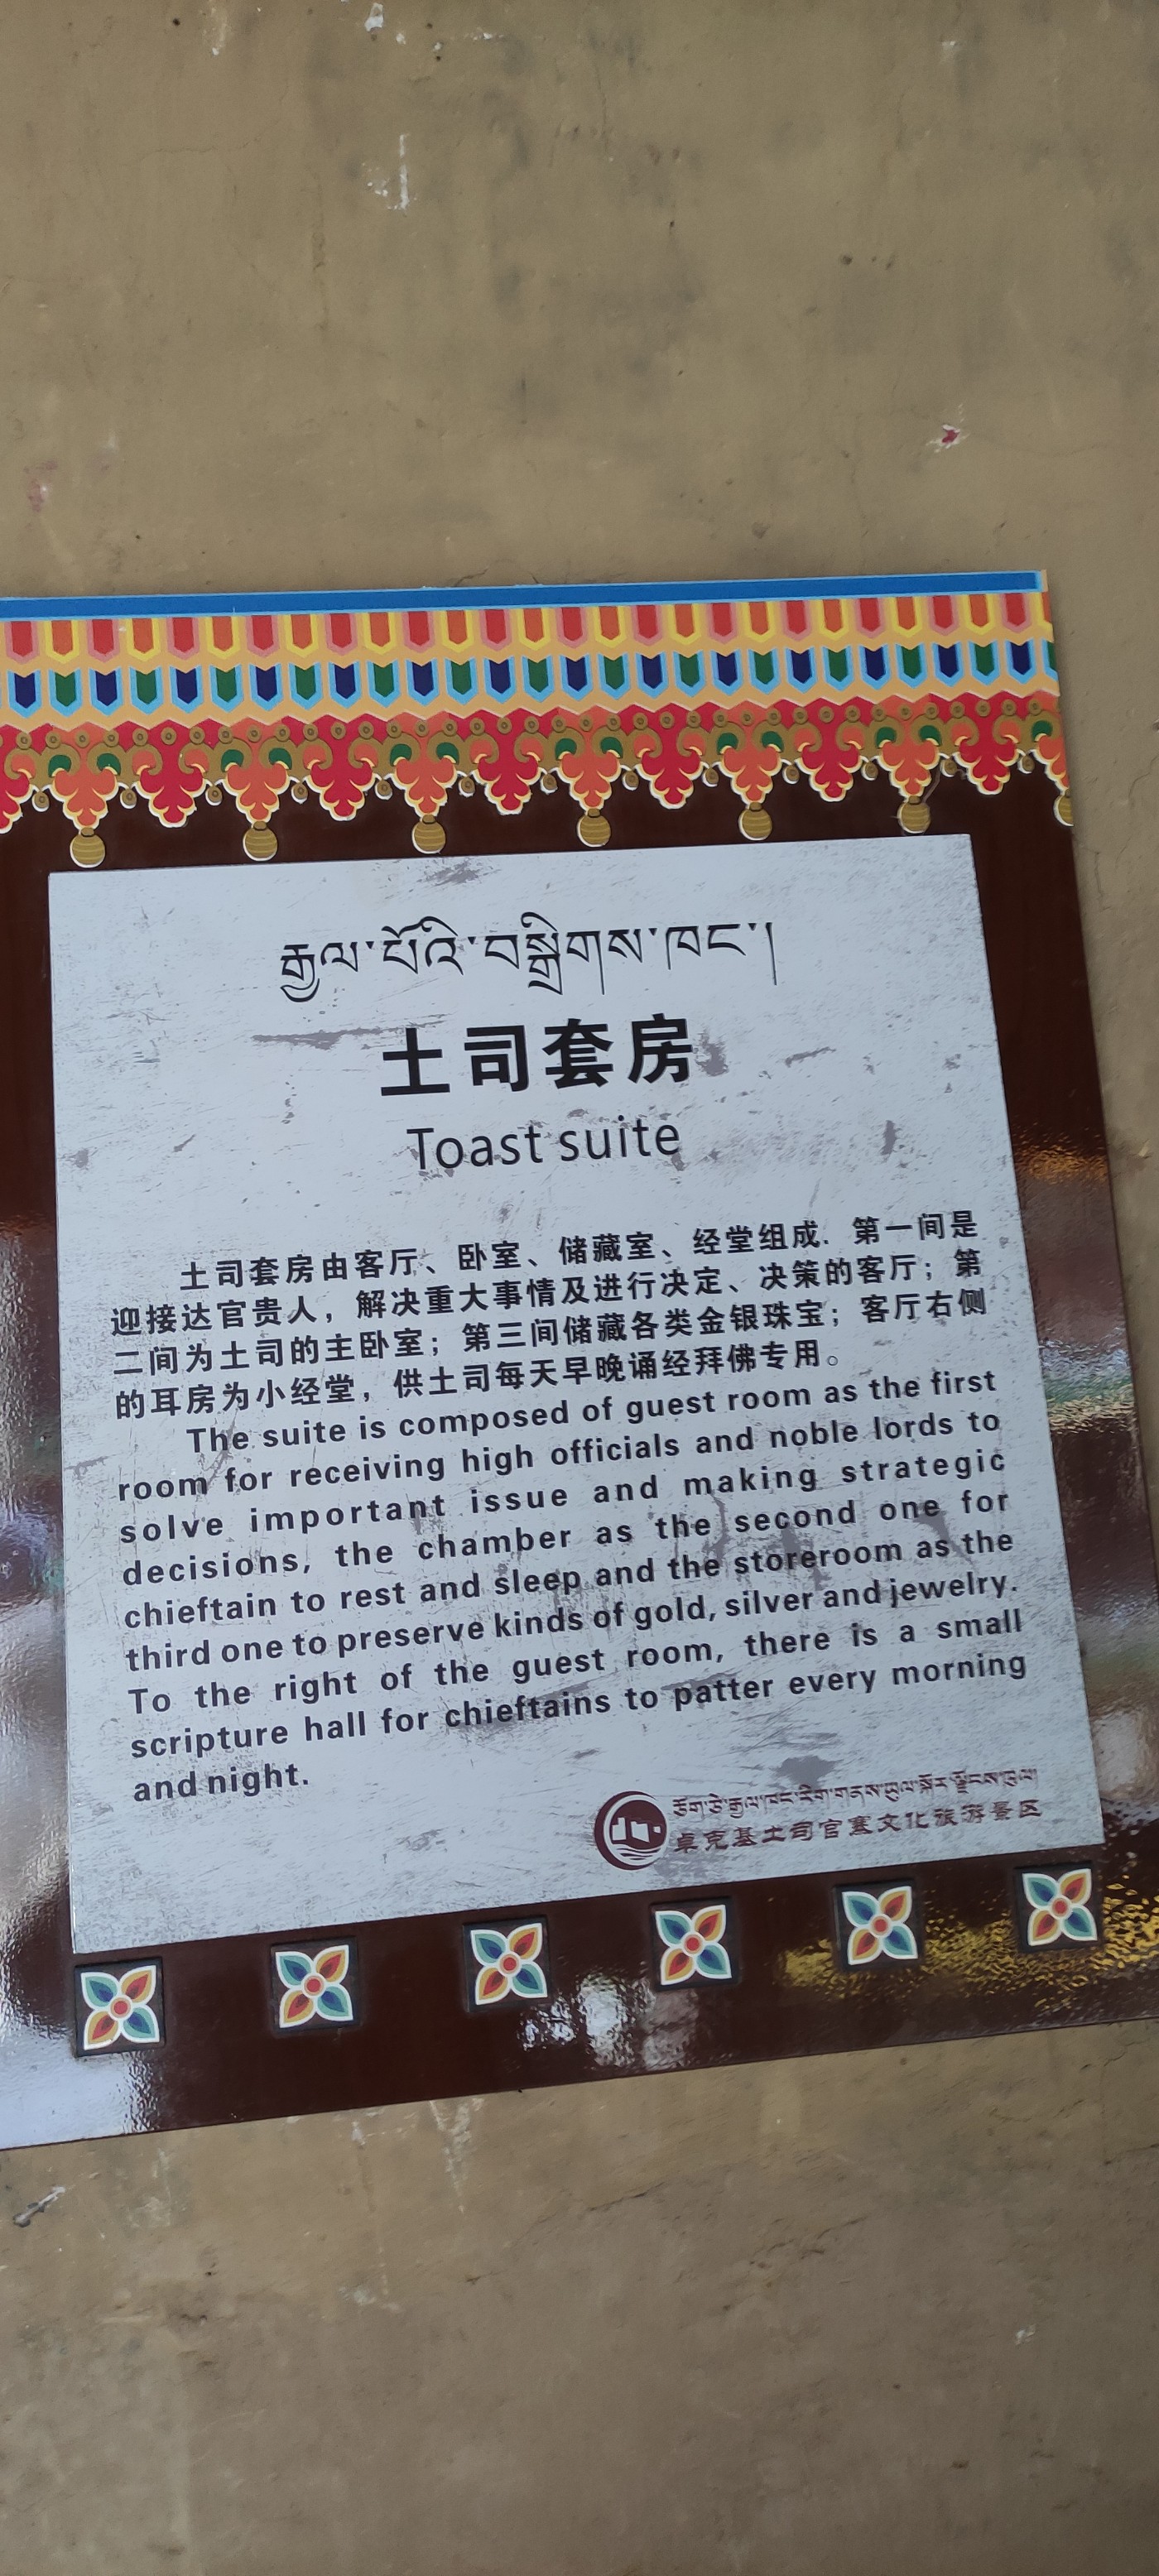 རྒྱལ་པོའི་བསྒྲིགས་ཁང་།
土司套房
Toast suite
土司套房由客厅、卧室、储藏室、经堂组成. 第一间是
迎接达官贵人，解决重大事情及进行决定、决策的客厅；第
二间为土司的主卧室；第三间储藏各类金银珠宝；客厅右侧
的耳房为小经堂，供土司每天早晚诵经拜佛专用。
The suite is composed of guest room as the first
room for receiving high officials and noble lords to
solve important issue and making strategic
decisions, the chamber as the second one for
chieftain to rest and sleep and the storeroom as the
third one to preserve kinds of gold, silver and jewelry.
To the right of the guest room, there is a small
scripture hall for chieftains to patter every morning
and night.
ཅོག་ཙེ་རྒྱལ་ཁང་རིག་གནས་ཡུལ་སྐོར་ལྗོངས་ཁུལ།
卓克基土司官寨文化旅游景区